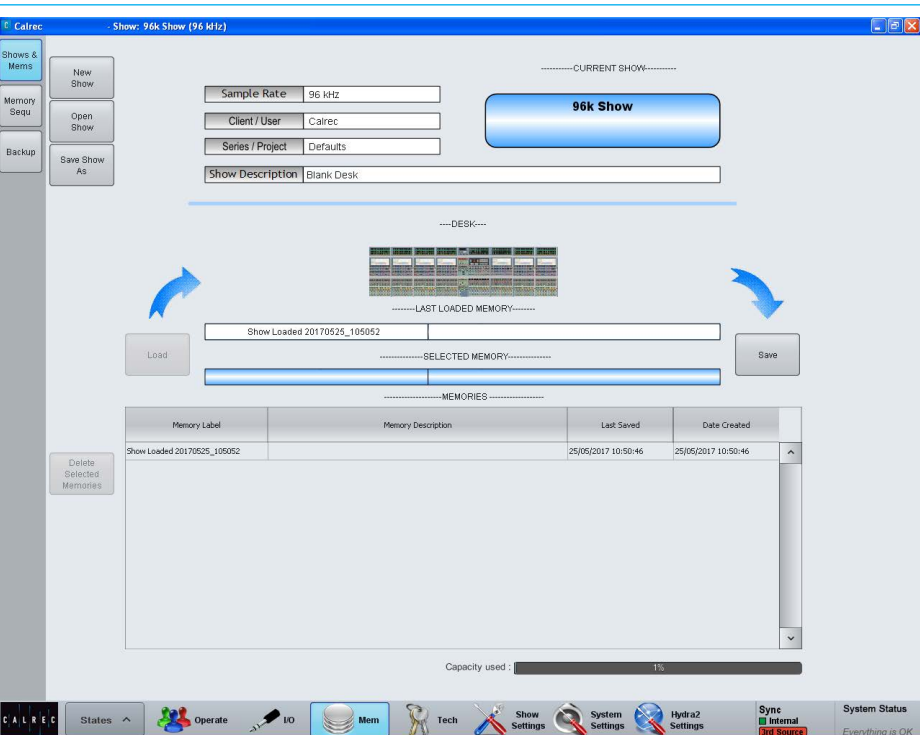 Calrec - Show: 96k Show (96 kHz)
Shows &
Mems
Memory
Sequ
Backup
New
Show
Open
Show
Save Show
As
-----------CURRENT SHOW-----------
96k Show
Sample Rate 96 kHz
Client / User Calrec
Series / Project Defaults
Show Description Blank Desk
----DESK----
--------LAST LOADED MEMORY--------
Show Loaded 20170525_105052
Load
Save
---------------SELECTED MEMORY---------------
-------------------MEMORIES-------------------
Memory Label Memory Description Last Saved Date Created
Show Loaded 20170525_105052 25/05/2017 10:50:46 25/05/2017 10:50:46
Delete
Selected
Memories
Capacity used : 1%
CALREC
States
Operate
I/O
Mem
Tech
Show
Settings
System
Settings
Hydra2
Settings
Sync
Internal
3rd Source
System Status
Everything is OK